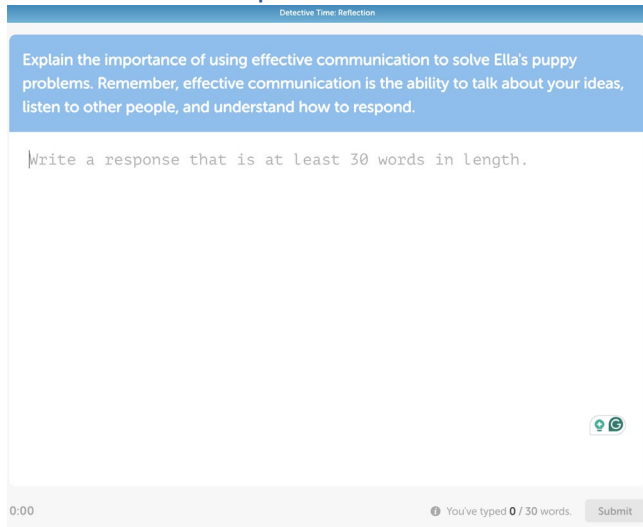 Detective Time: Reflection
Explain the importance of using effective communication to solve Ella's puppy
problems. Remember, effective communication is the ability to talk about your ideas,
listen to other people, and understand how to respond.
Write a response that is at least 30 words in length.
0:00
You've typed 0 / 30 words.
Submit